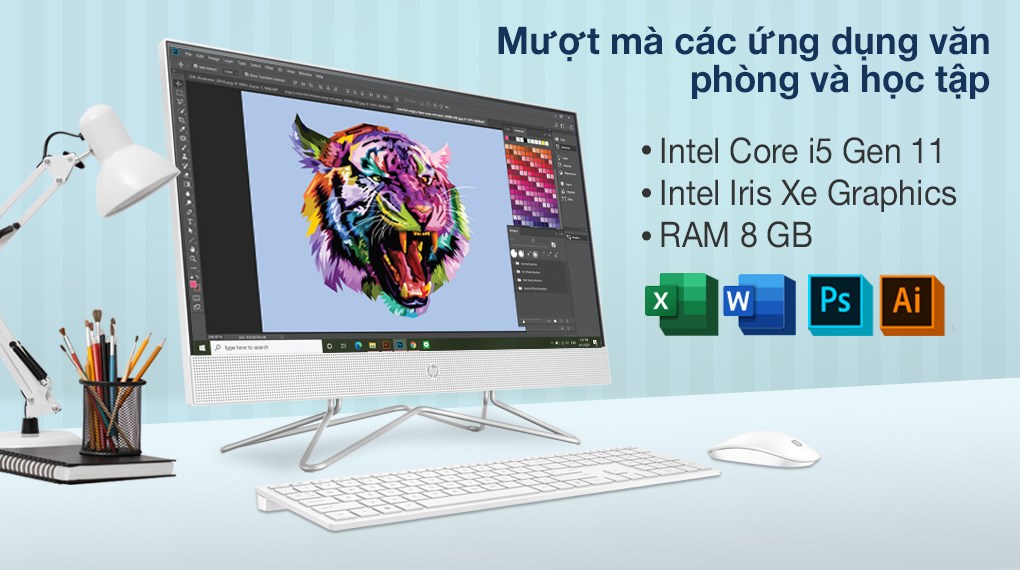 Mượt mà các ứng dụng văn
phòng và học tập
• Intel Core i5 Gen 11
• Intel Iris Xe Graphics
• RAM 8 GB
X
W
Ps
Ai
Type here to search
hp